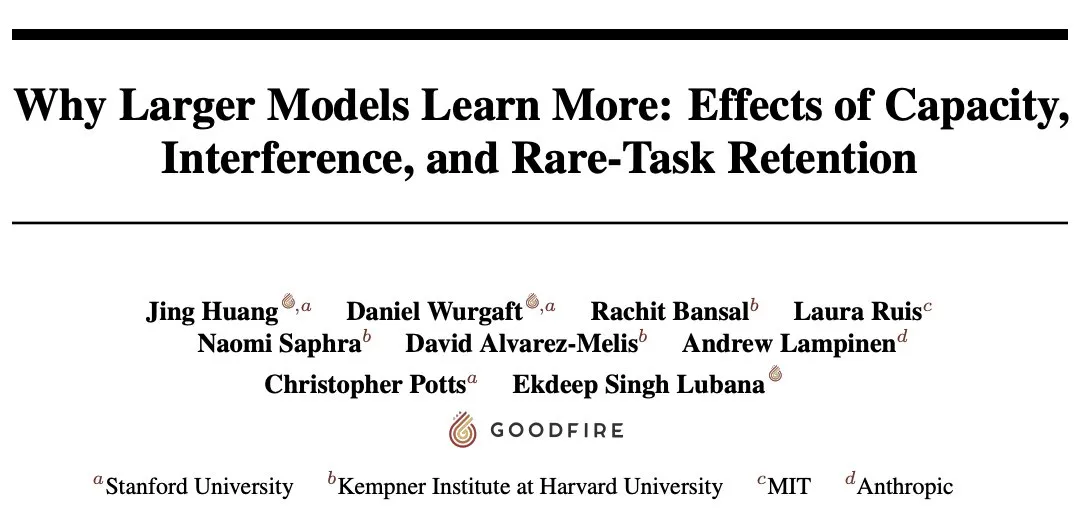 Why Larger Models Learn More: Effects of Capacity,
Interference, and Rare-Task Retention
Jing Huang ,a Daniel Wurgaft ,a Rachit Bansal b Laura Ruis c
Naomi Saphra b David Alvarez-Melis b Andrew Lampinen d
Christopher Potts a Ekdeep Singh Lubana
GOODFIRE
a Stanford University b Kempner Institute at Harvard University c MIT d Anthropic